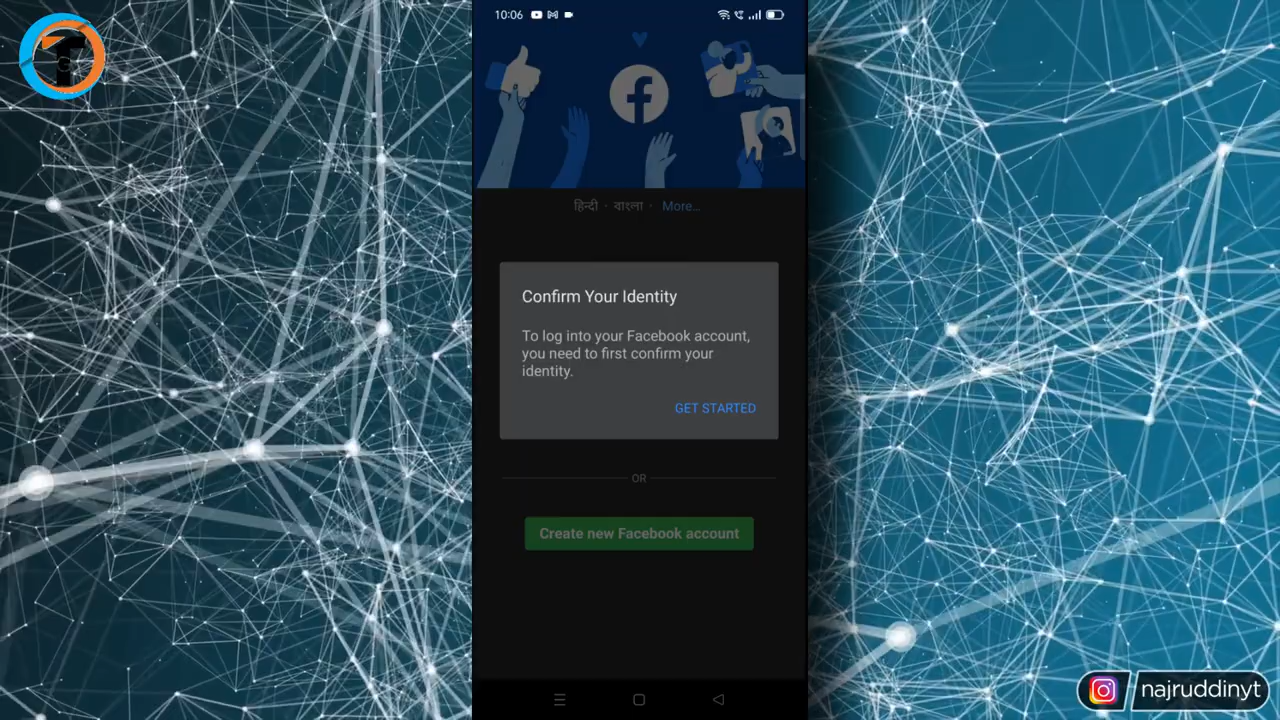 10:06
हिन्दी · বাংলা · More...
Confirm Your Identity
To log into your Facebook account,
you need to first confirm your
identity.
GET STARTED
OR
Create new Facebook account
najruddinyt